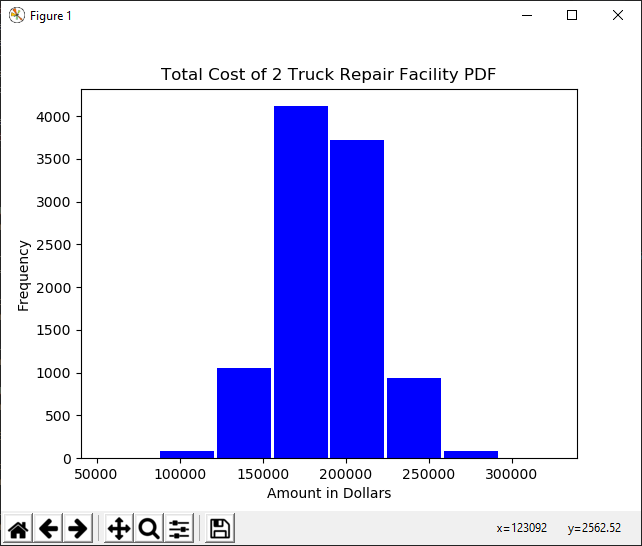 Figure 1
Total Cost of 2 Truck Repair Facility PDF
4000
3500
3000
2500
2000
1500
1000
500
0
Frequency
50000 100000 150000 200000 250000 300000
Amount in Dollars
x=123092 y=2562.52